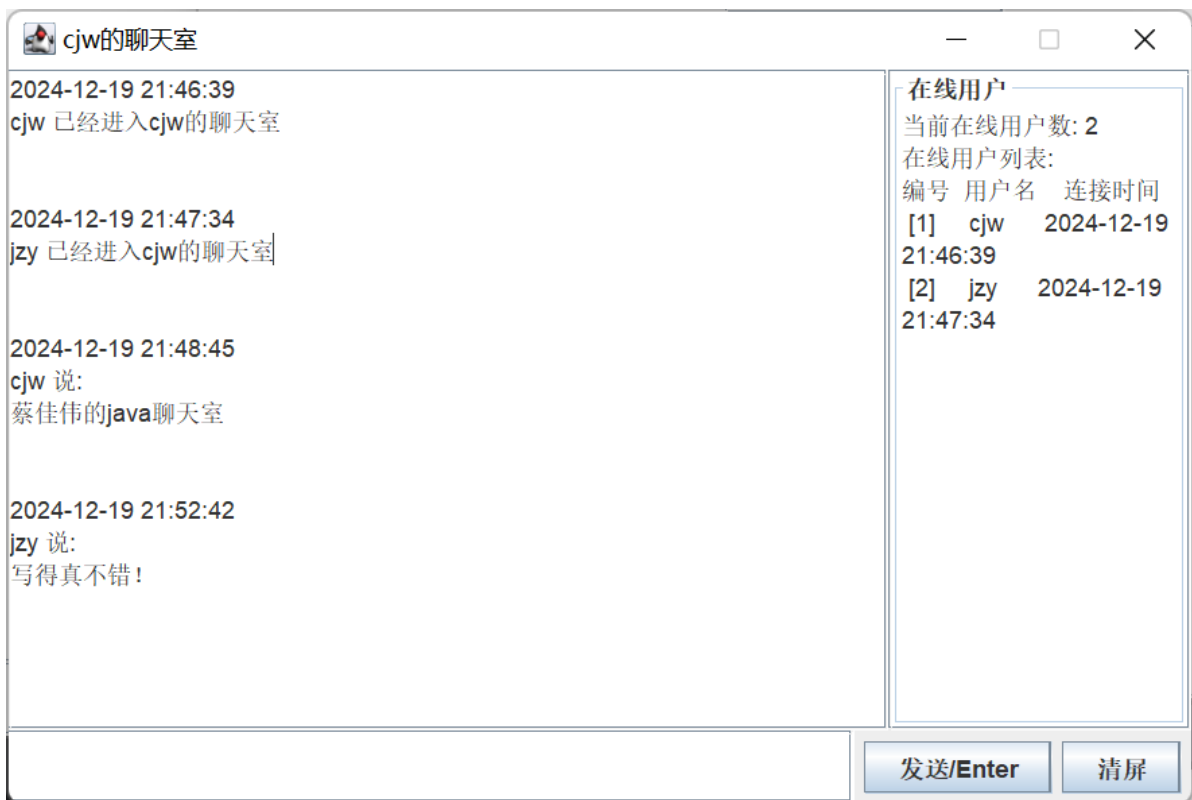 cjw的聊天室
2024-12-19 21:46:39
cjw 已经进入cjw的聊天室
2024-12-19 21:47:34
jzy 已经进入cjw的聊天室
2024-12-19 21:48:45
cjw 说:
蔡佳伟的java聊天室
2024-12-19 21:52:42
jzy 说:
写得真不错！
在线用户
当前在线用户数: 2
在线用户列表:
编号 用户名 连接时间
[1] cjw 2024-12-19
21:46:39
[2] jzy 2024-12-19
21:47:34
发送/Enter
清屏